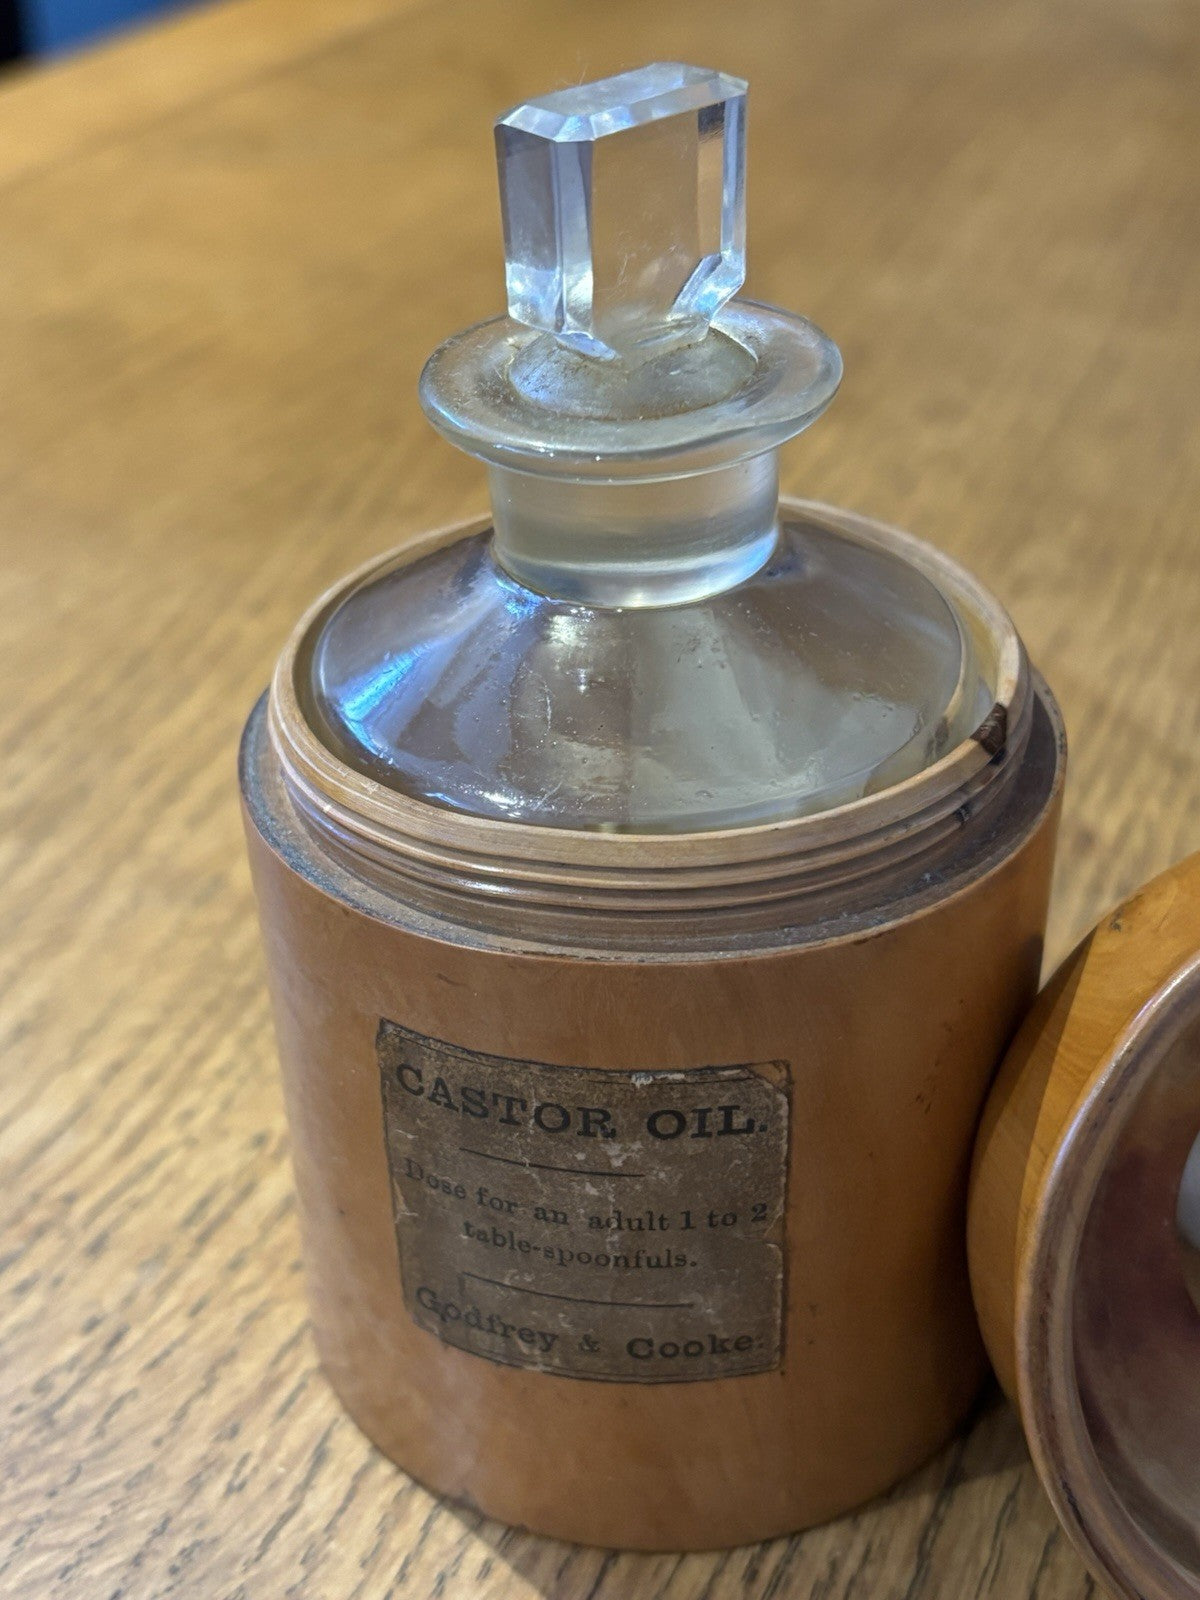 CASTOR OIL.
Dose for an adult 1 to 2
table-spoonfuls.
Godfrey & Cooke.